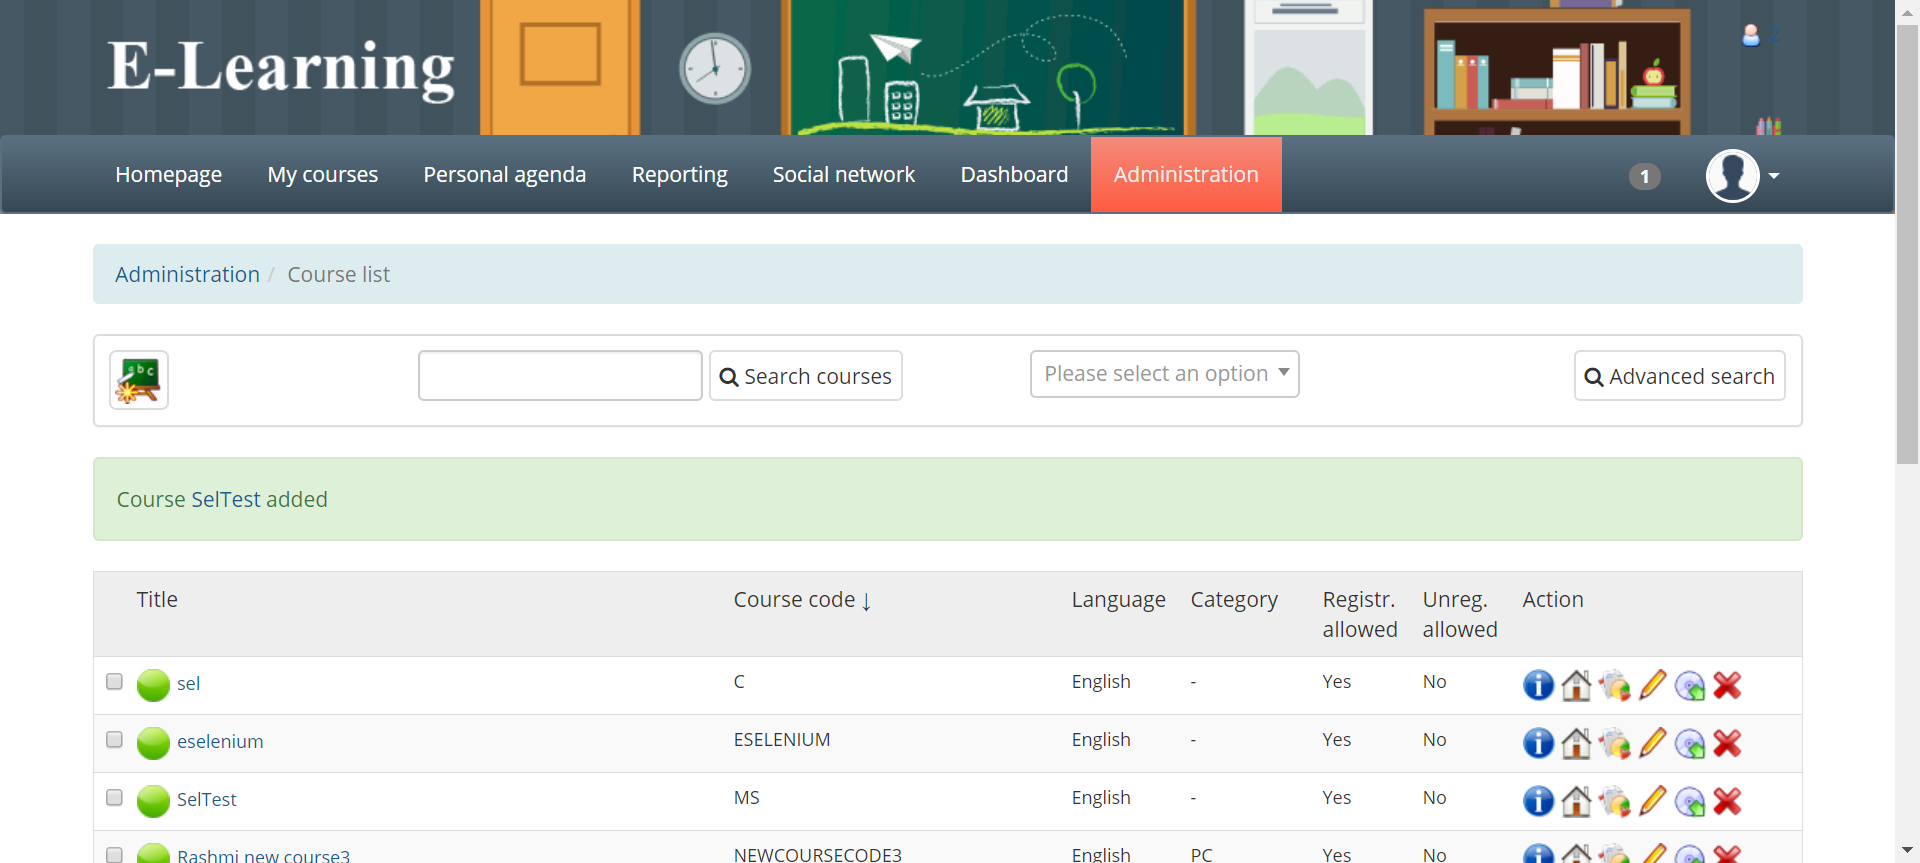 E-Learning
2
Homepage My courses Personal agenda Reporting Social network Dashboard Administration 1
Administration / Course list
abc
Search courses Please select an option Advanced search
Course SelTest added
Title Course code ↓ Language Category Registr. allowed Unreg. allowed Action
sel C English - Yes No
eselenium ESELENIUM English - Yes No
SelTest MS English - Yes No
Rashmi new course3 NEWCOURSECODE3 English PC Yes No